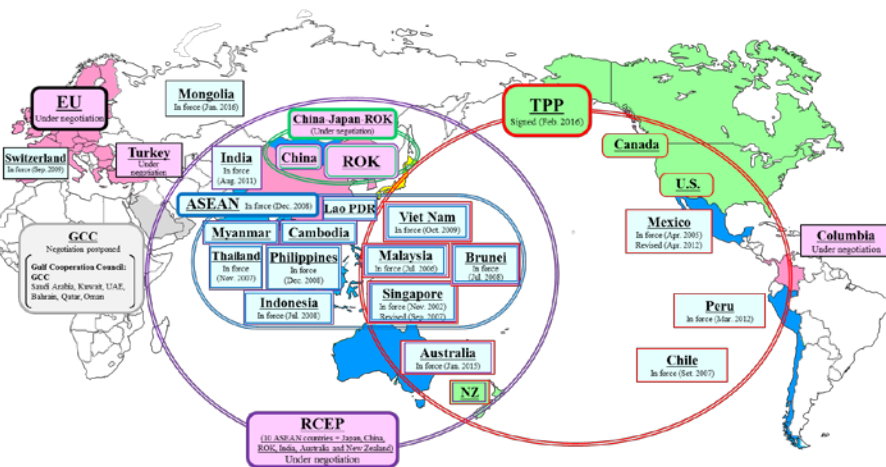 EU
Under negotiation
Mongolia
In force (Jan. 2016)
TPP
Signed (Feb. 2016)
China-Japan-ROK
(Under negotiation)
Canada
Switzerland
In force (Sep. 2009)
Turkey
Under
negotiation
India
In force
(Aug. 2011)
China
ROK
U.S.
ASEAN In force (Dec. 2008)
Lao PDR
Viet Nam
In force (Oct. 2009)
Mexico
In force (Apr. 2005)
Revised (Apr. 2012)
Columbia
Under negotiation
GCC
Negotiation postponed
Gulf Cooperation Council:
GCC
Saudi Arabia, Kuwait, UAE,
Bahrain, Qatar, Oman
Myanmar
Cambodia
Thailand
In force
(Nov. 2007)
Philippines
In force
(Dec. 2008)
Malaysia
In force (Jul. 2006)
Brunei
In force
(Jul. 2008)
Indonesia
In force (Jul. 2008)
Singapore
In force (Nov. 2002)
Revised (Sep. 2007)
Peru
In force (Mar. 2012)
Australia
In force (Jan. 2015)
Chile
In force (Set. 2007)
NZ
RCEP
(10 ASEAN countries + Japan, China,
ROK, India, Australia and New Zealand)
Under negotiation